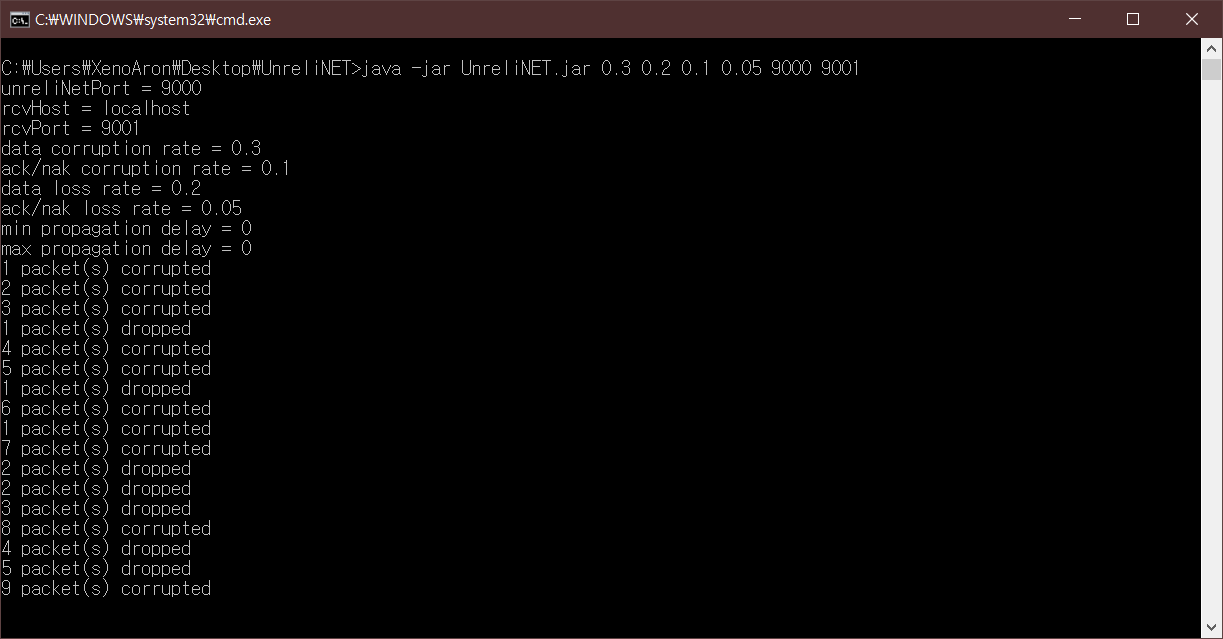 C:₩WINDOWS₩system32₩cmd.exe
C:₩Users₩XenoAron₩Desktop₩UnreliNET>java -jar UnreliNET.jar 0.3 0.2 0.1 0.05 9000 9001
unreliNetPort = 9000
rcvHost = localhost
rcvPort = 9001
data corruption rate = 0.3
ack/nak corruption rate = 0.1
data loss rate = 0.2
ack/nak loss rate = 0.05
min propagation delay = 0
max propagation delay = 0
1 packet(s) corrupted
2 packet(s) corrupted
3 packet(s) corrupted
1 packet(s) dropped
4 packet(s) corrupted
5 packet(s) corrupted
1 packet(s) dropped
6 packet(s) corrupted
1 packet(s) corrupted
7 packet(s) corrupted
2 packet(s) dropped
2 packet(s) dropped
3 packet(s) dropped
8 packet(s) corrupted
4 packet(s) dropped
5 packet(s) dropped
9 packet(s) corrupted